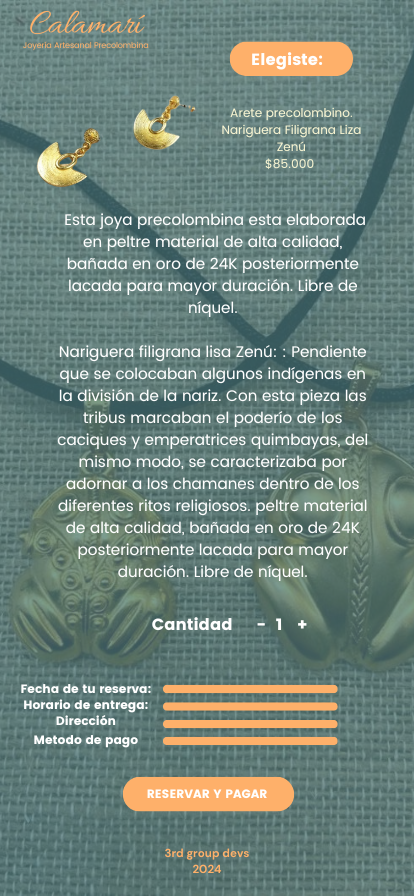 Calamarí
Joyería Artesanal Precolombina
Elegiste:
Arete precolombino.
Nariguera Filigrana Liza
Zenú
$85.000
Esta joya precolombina esta elaborada
en peltre material de alta calidad,
bañada en oro de 24K posteriormente
lacada para mayor duración. Libre de
níquel.
Nariguera filigrana lisa Zenú: : Pendiente
que se colocaban algunos indígenas en
la división de la nariz. Con esta pieza las
tribus marcaban el poderío de los
caciques y emperatrices quimbayas, del
mismo modo, se caracterizaba por
adornar a los chamanes dentro de los
diferentes ritos religiosos. peltre material
de alta calidad, bañada en oro de 24K
posteriormente lacada para mayor
duración. Libre de níquel.
Cantidad - 1 +
Fecha de tu reserva:
Horario de entrega:
Dirección
Metodo de pago
RESERVAR Y PAGAR
3rd group devs
2024